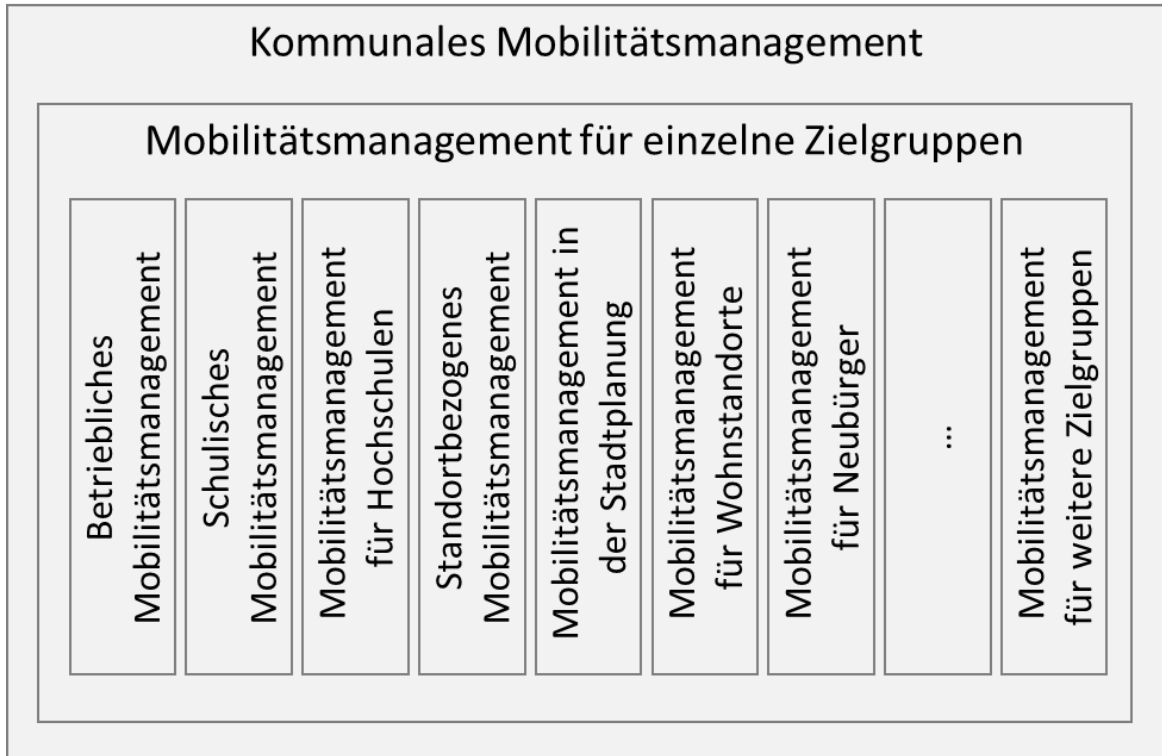 Kommunales Mobilitätsmanagement
Mobilitätsmanagement für einzelne Zielgruppen
Betriebliches
Mobilitätsmanagement
Schulisches
Mobilitätsmanagement
Mobilitätsmanagement
für Hochschulen
Standortbezogenes
Mobilitätsmanagement
Mobilitätsmanagement in
der Stadtplanung
Mobilitätsmanagement
für Wohnstandorte
Mobilitätsmanagement
für Neubürger
...
Mobilitätsmanagement
für weitere Zielgruppen